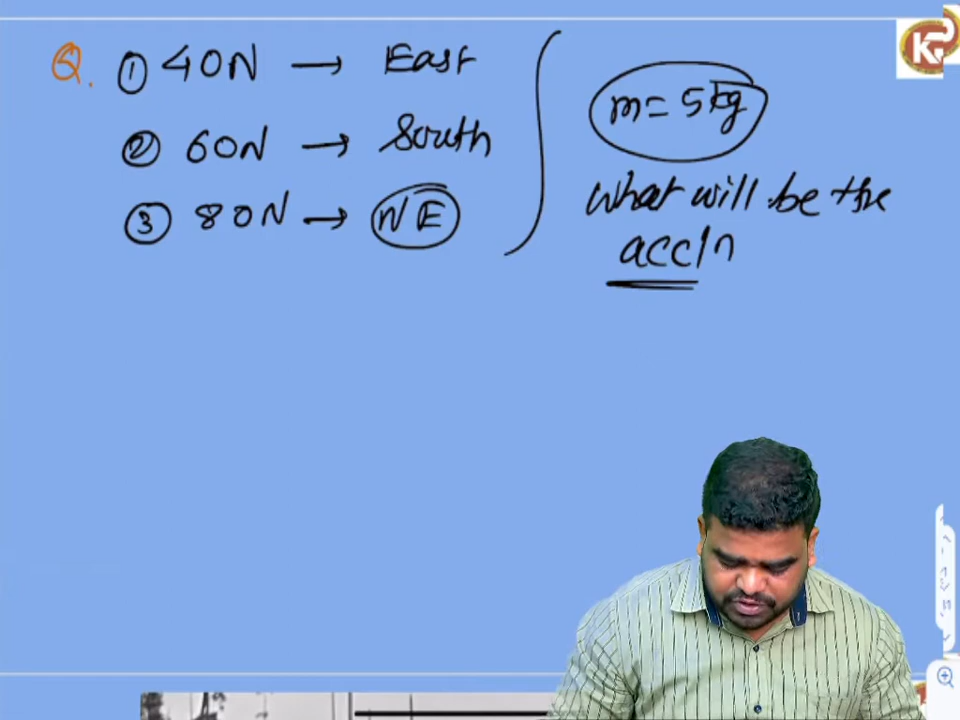 Q. ① 40N → East
② 60N → South
③ 80N → NE
m = 5kg
What will be the
accln
K